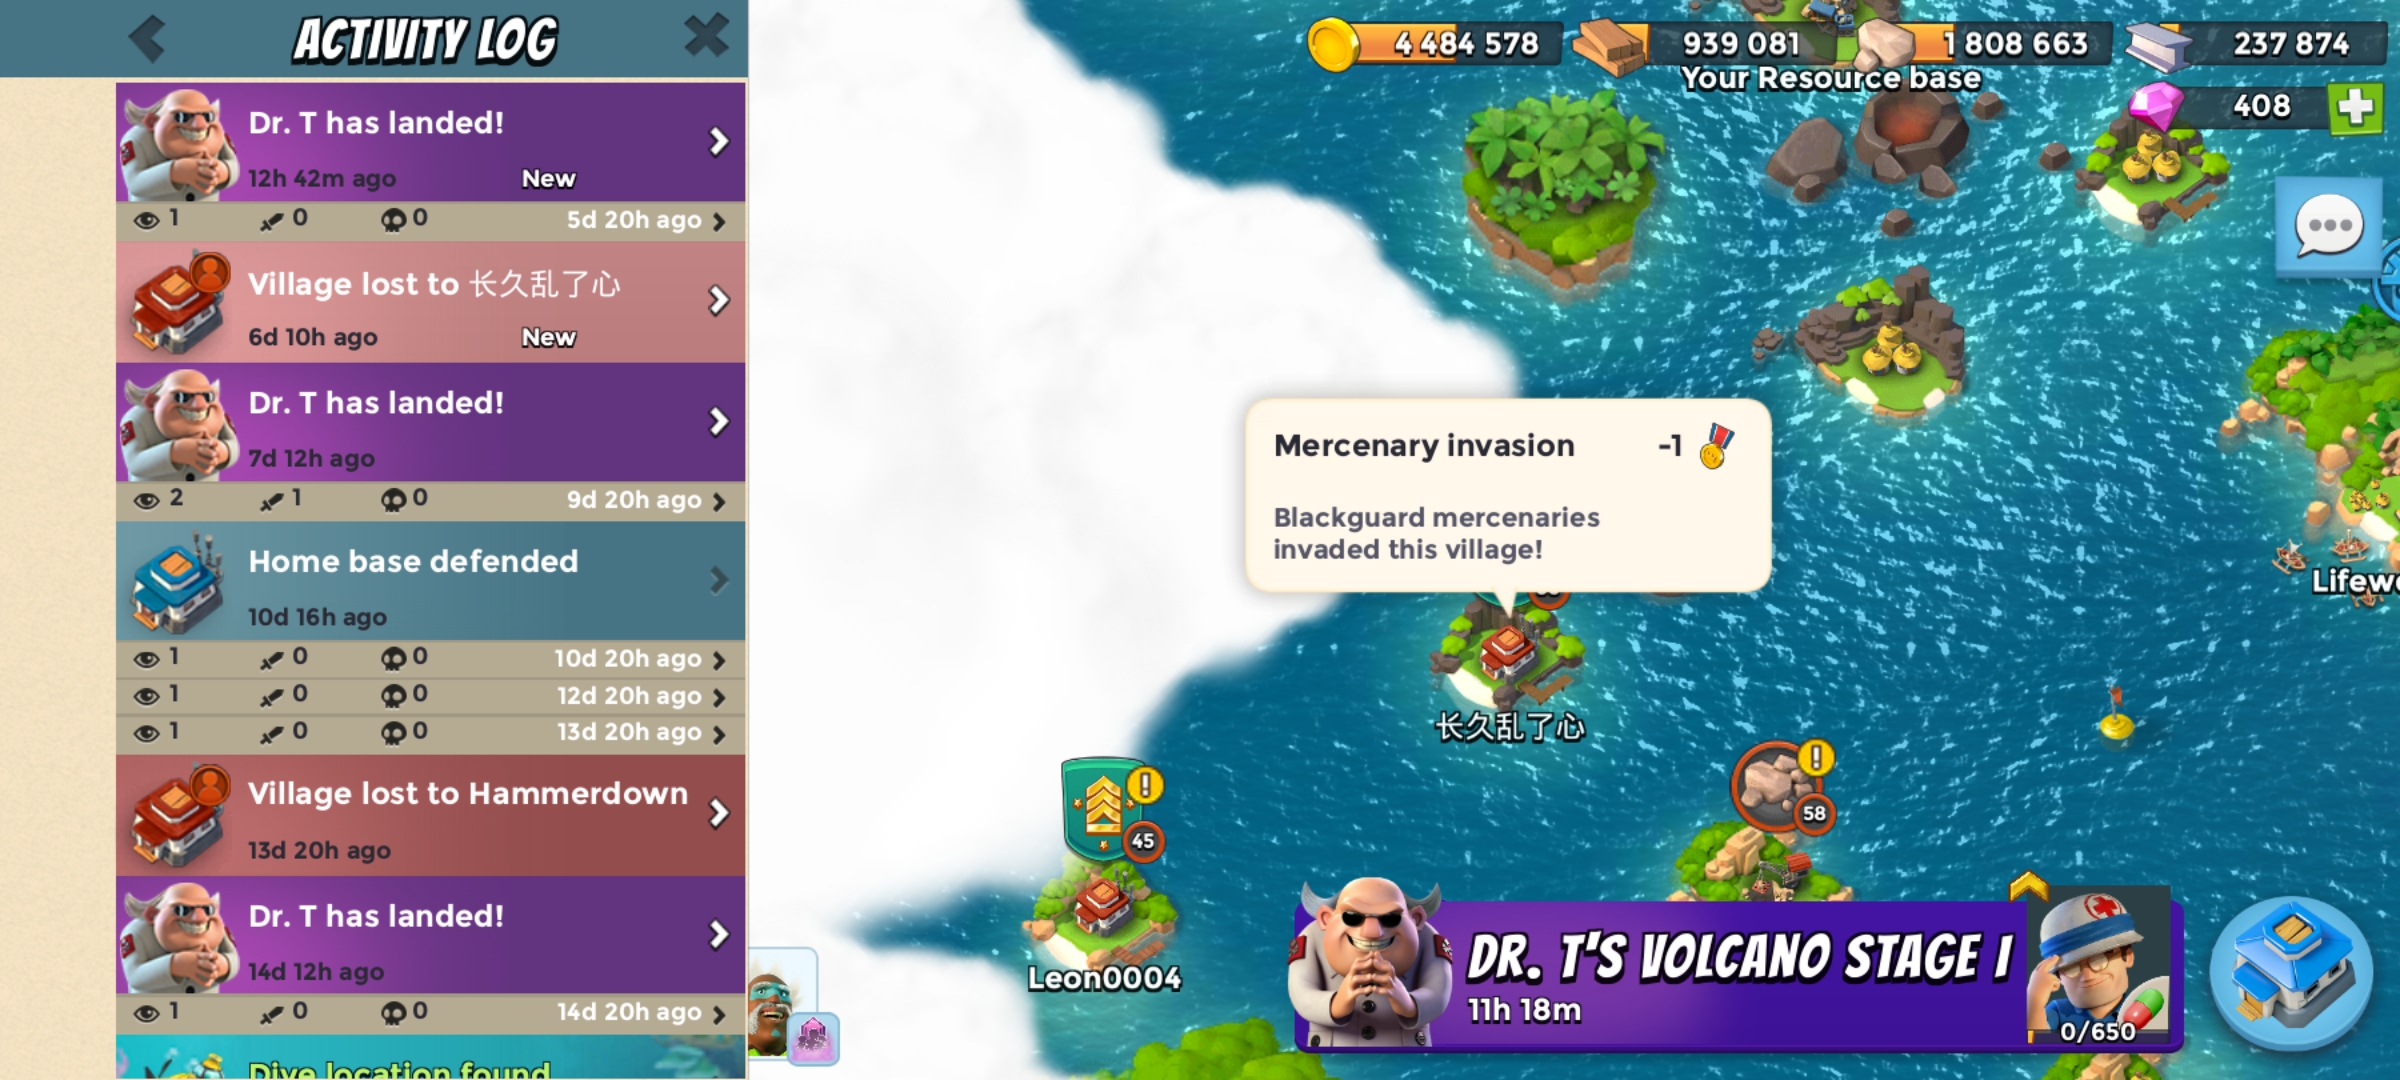 ACTIVITY LOG
Dr. T has landed!
12h 42m ago
New
1
0
0
5d 20h ago
Village lost to 长久乱了心
6d 10h ago
New
Dr. T has landed!
7d 12h ago
2
1
0
9d 20h ago
Home base defended
10d 16h ago
1
0
0
10d 20h ago
1
0
0
12d 20h ago
1
0
0
13d 20h ago
Village lost to Hammerdown
13d 20h ago
Dr. T has landed!
14d 12h ago
1
0
0
14d 20h ago
Dive location found
4 484 578
939 081
1 808 663
237 874
Your Resource base
408
Mercenary invasion
-1
Blackguard mercenaries
invaded this village!
长久乱了心
45
Leon0004
58
DR. T'S VOLCANO STAGE I
11h 18m
0/650